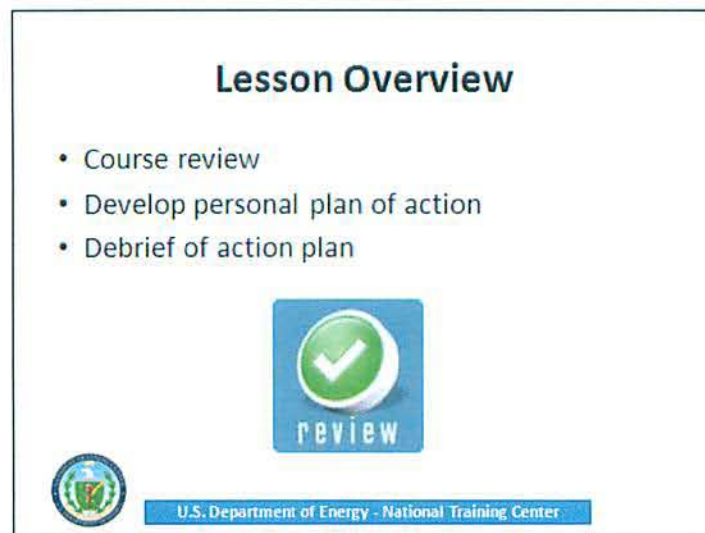 Lesson Overview
• Course review
• Develop personal plan of action
• Debrief of action plan
review
U.S. Department of Energy - National Training Center